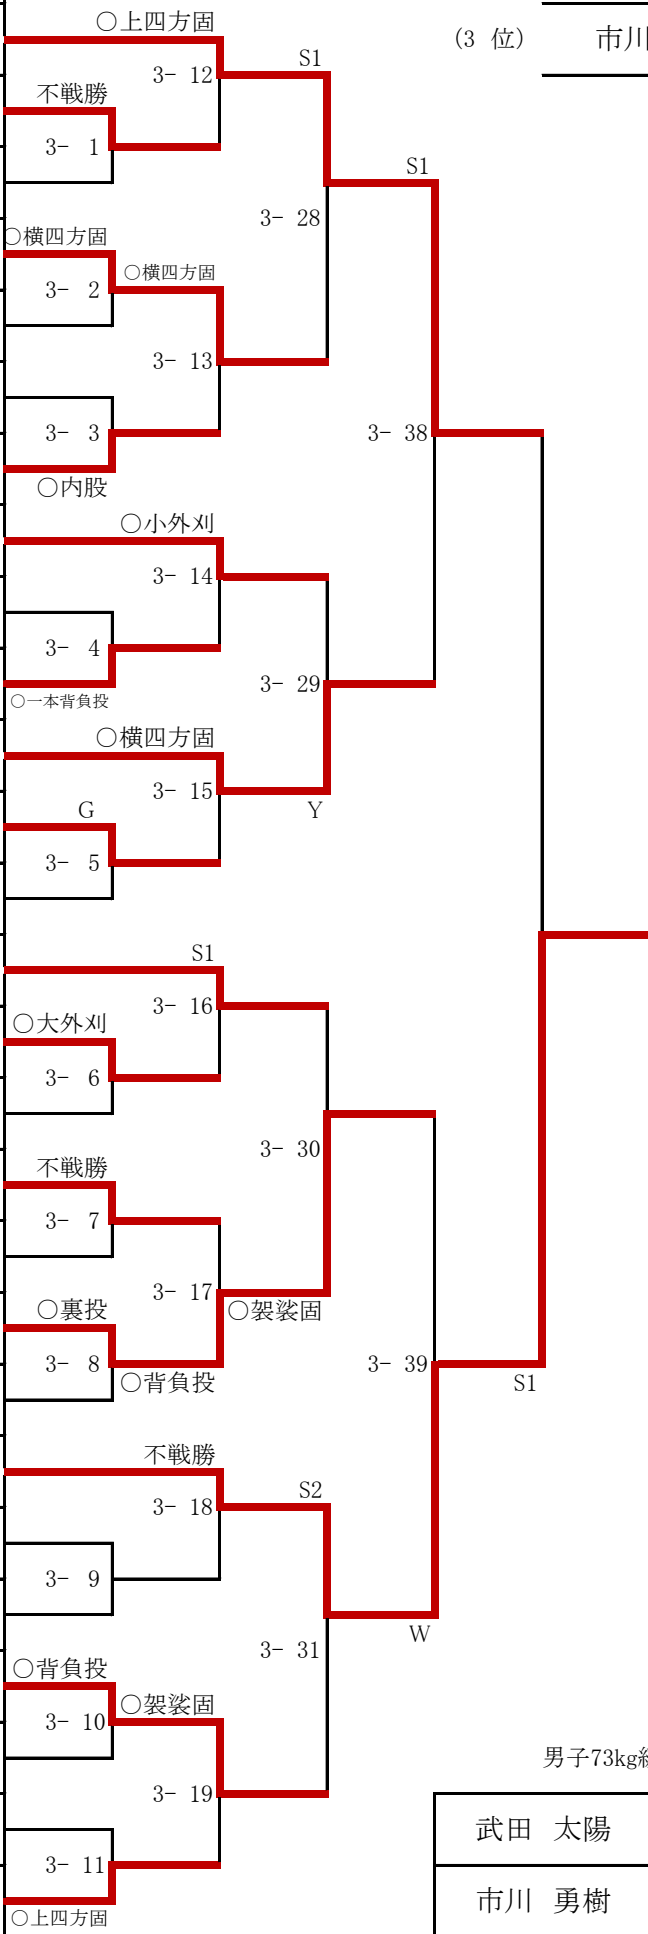 ○上四方固
(3 位) 市川
S1
3- 12
不戦勝
3- 1
S1
3- 28
○横四方固
○横四方固
3- 2
3- 13
3- 3
3- 38
○内股
○小外刈
3- 14
3- 4
3- 29
○一本背負投
○横四方固
3- 15
G
Y
3- 5
S1
3- 16
○大外刈
3- 6
3- 30
不戦勝
3- 7
3- 17
○裏投
○袈裟固
3- 8
3- 39
○背負投
S1
不戦勝
S2
3- 18
3- 9
W
3- 31
○背負投
○袈裟固
3- 10
男子73kg
3- 19
武田 太陽
3- 11
市川 勇樹
○上四方固